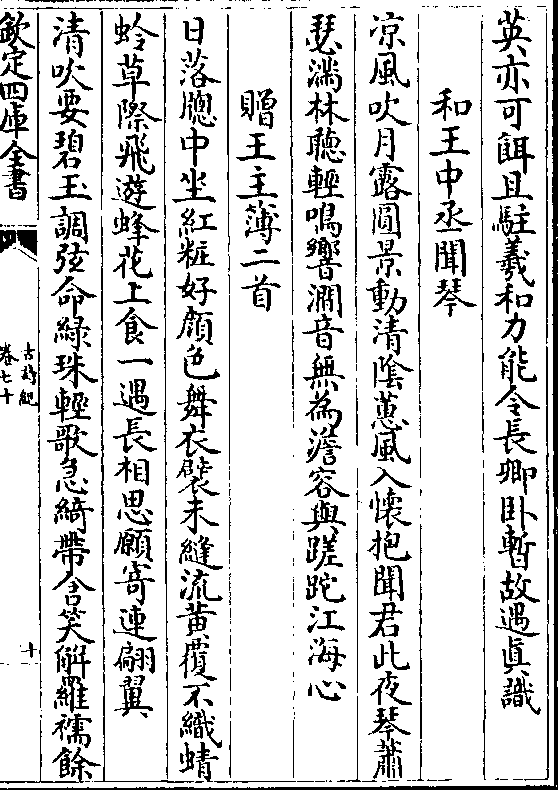 英亦可餌且駐羲和力能令長卿卧暫故遇真識
和王中丞聞琴
凉風吹月露圓景動清隂蕙風入懷抱聞君此夜琴蕭
瑟滿林聽輕鳴響澗音無為澹容與蹉跎江海心
贈王主薄二首
日落䆫中坐紅粧好顔色舞衣襞未縫流黄覆不織蜻
蛉草際飛遊蜂花上食一遇長相思願寄連翩翼
清吹要碧玉調弦命緑珠輕歌急綺帶含笑解羅襦餘
欽定四庫全書
古詩紀
卷七十
十